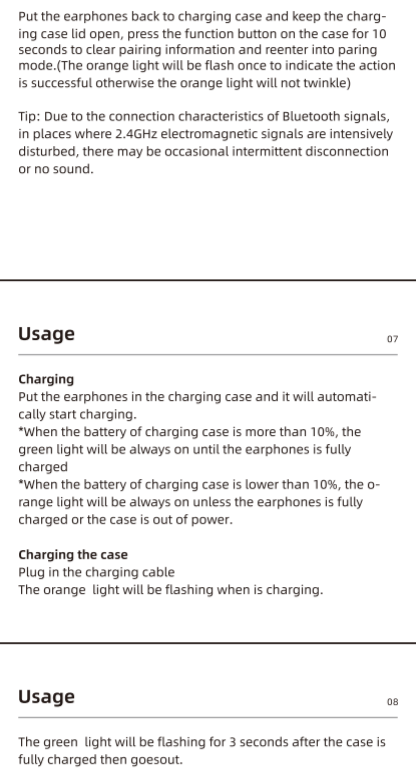 Put the earphones back to charging case and keep the charg-
ing case lid open, press the function button on the case for 10
seconds to clear pairing information and reenter into paring
mode.(The orange light will be flash once to indicate the action
is successful otherwise the orange light will not twinkle)
Tip: Due to the connection characteristics of Bluetooth signals,
in places where 2.4GHz electromagnetic signals are intensively
disturbed, there may be occasional intermittent disconnection
or no sound.
Usage
07
Charging
Put the earphones in the charging case and it will automati-
cally start charging.
*When the battery of charging case is more than 10%, the
green light will be always on until the earphones is fully
charged
*When the battery of charging case is lower than 10%, the o-
range light will be always on unless the earphones is fully
charged or the case is out of power.
Charging the case
Plug in the charging cable
The orange  light will be flashing when is charging.
Usage
08
The green  light will be flashing for 3 seconds after the case is
fully charged then goesout.